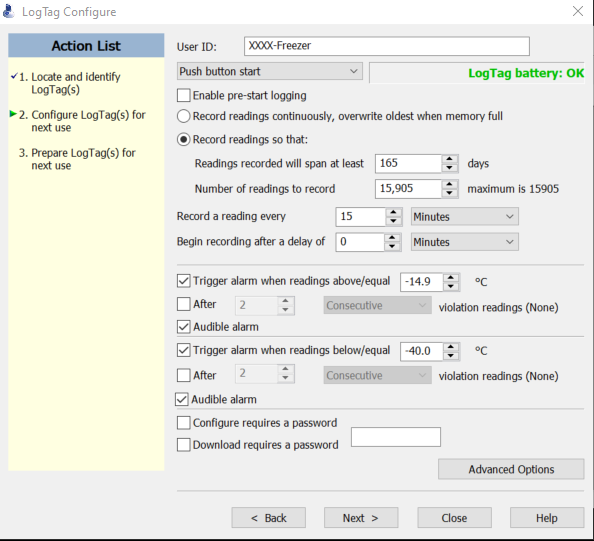 LogTag Configure
Action List
1. Locate and identify
LogTag(s)
2. Configure LogTag(s) for
next use
3. Prepare LogTag(s) for
next use
User ID: XXXX-Freezer
Push button start LogTag battery: OK
Enable pre-start logging
Record readings continuously, overwrite oldest when memory full
Record readings so that:
Readings recorded will span at least 165 days
Number of readings to record 15,905 maximum is 15905
Record a reading every 15 Minutes
Begin recording after a delay of 0 Minutes
Trigger alarm when readings above/equal -14.9 °C
After 2 Consecutive violation readings (None)
Audible alarm
Trigger alarm when readings below/equal -40.0 °C
After 2 Consecutive violation readings (None)
Audible alarm
Configure requires a password
Download requires a password
Advanced Options
< Back Next > Close Help